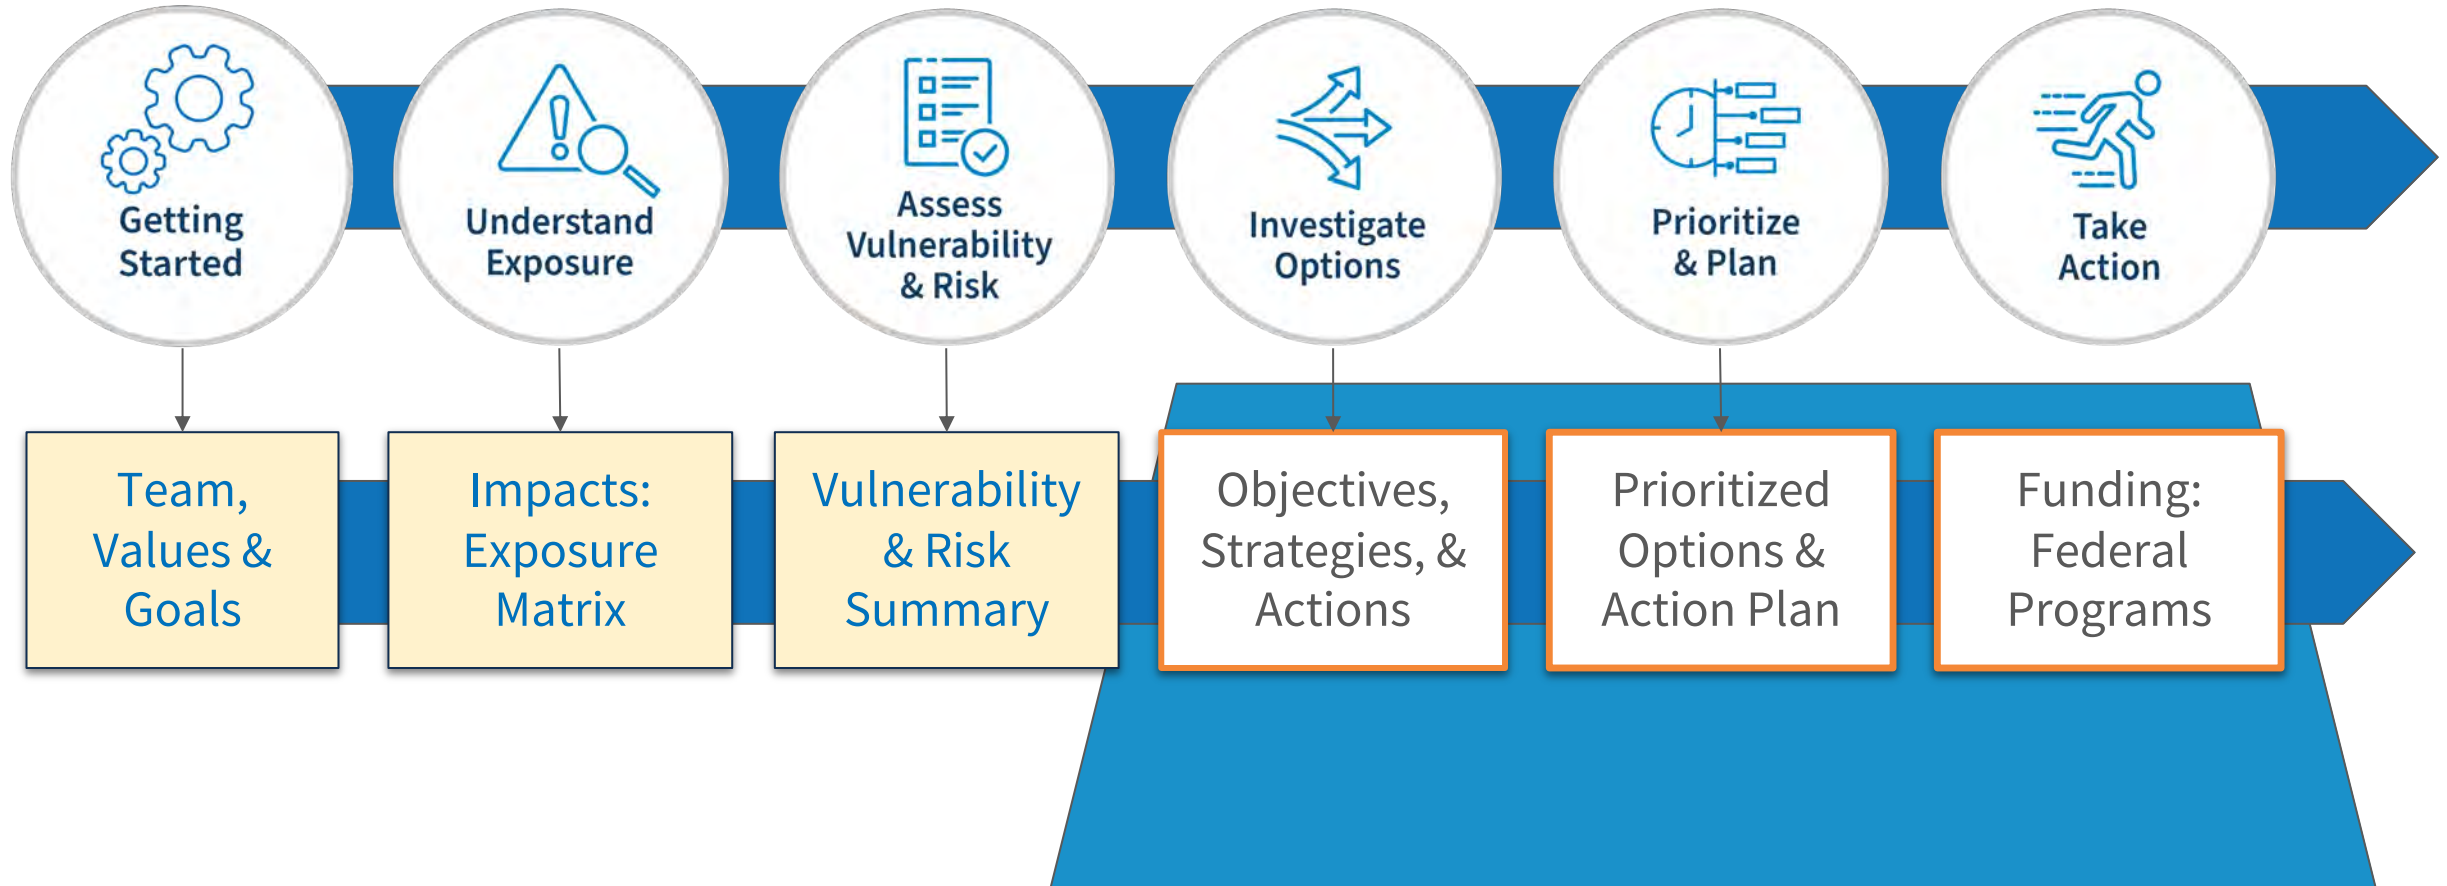 Getting
Started
Understand
Exposure
Assess
Vulnerability
& Risk
Investigate
Options
Prioritize
& Plan
Take
Action
Team,
Values &
Goals
Impacts:
Exposure
Matrix
Vulnerability
& Risk
Summary
Objectives,
Strategies, &
Actions
Prioritized
Options &
Action Plan
Funding:
Federal
Programs